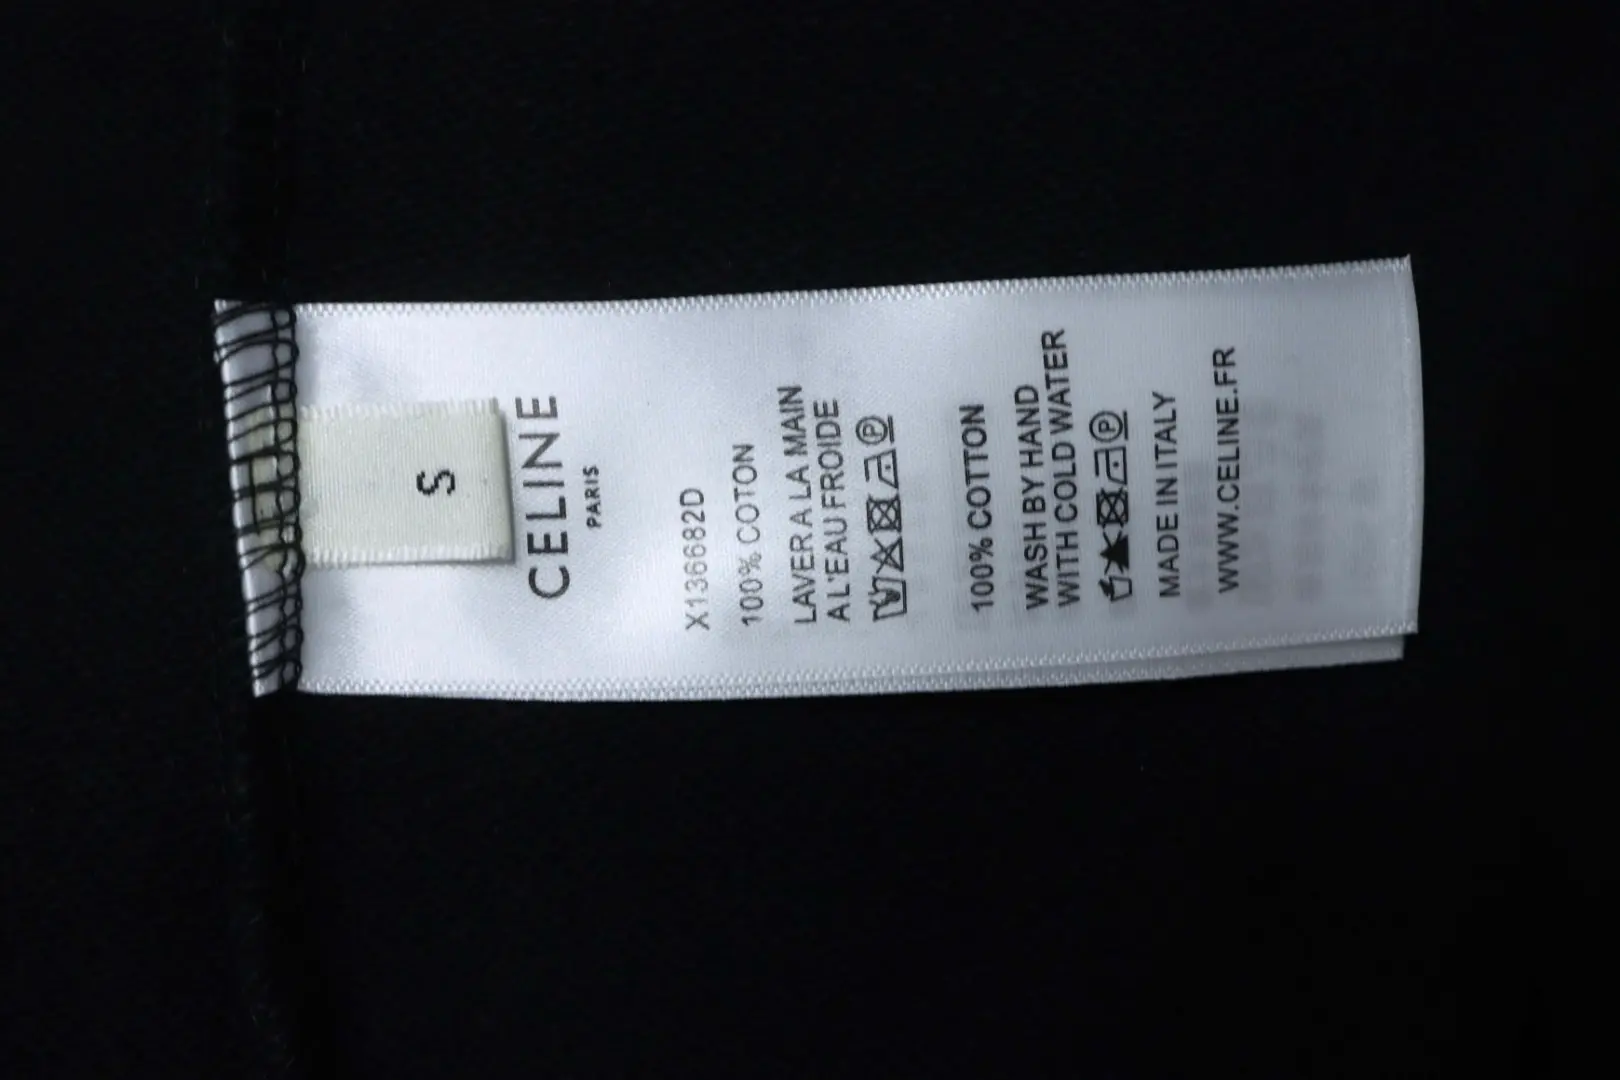 S
CELINE
PARIS
X136682D
100% COTON
LAVER A LA MAIN
A L'EAU FROIDE
P
100% COTTON
WASH BY HAND
WITH COLD WATER
P
MADE IN ITALY
WWW.CELINE.FR